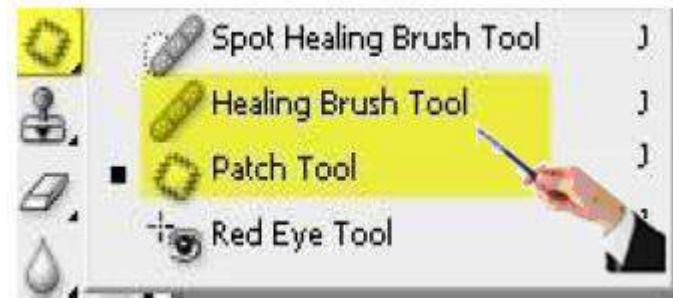 Spot Healing Brush Tool J
Healing Brush Tool J
Patch Tool J
Red Eye Tool